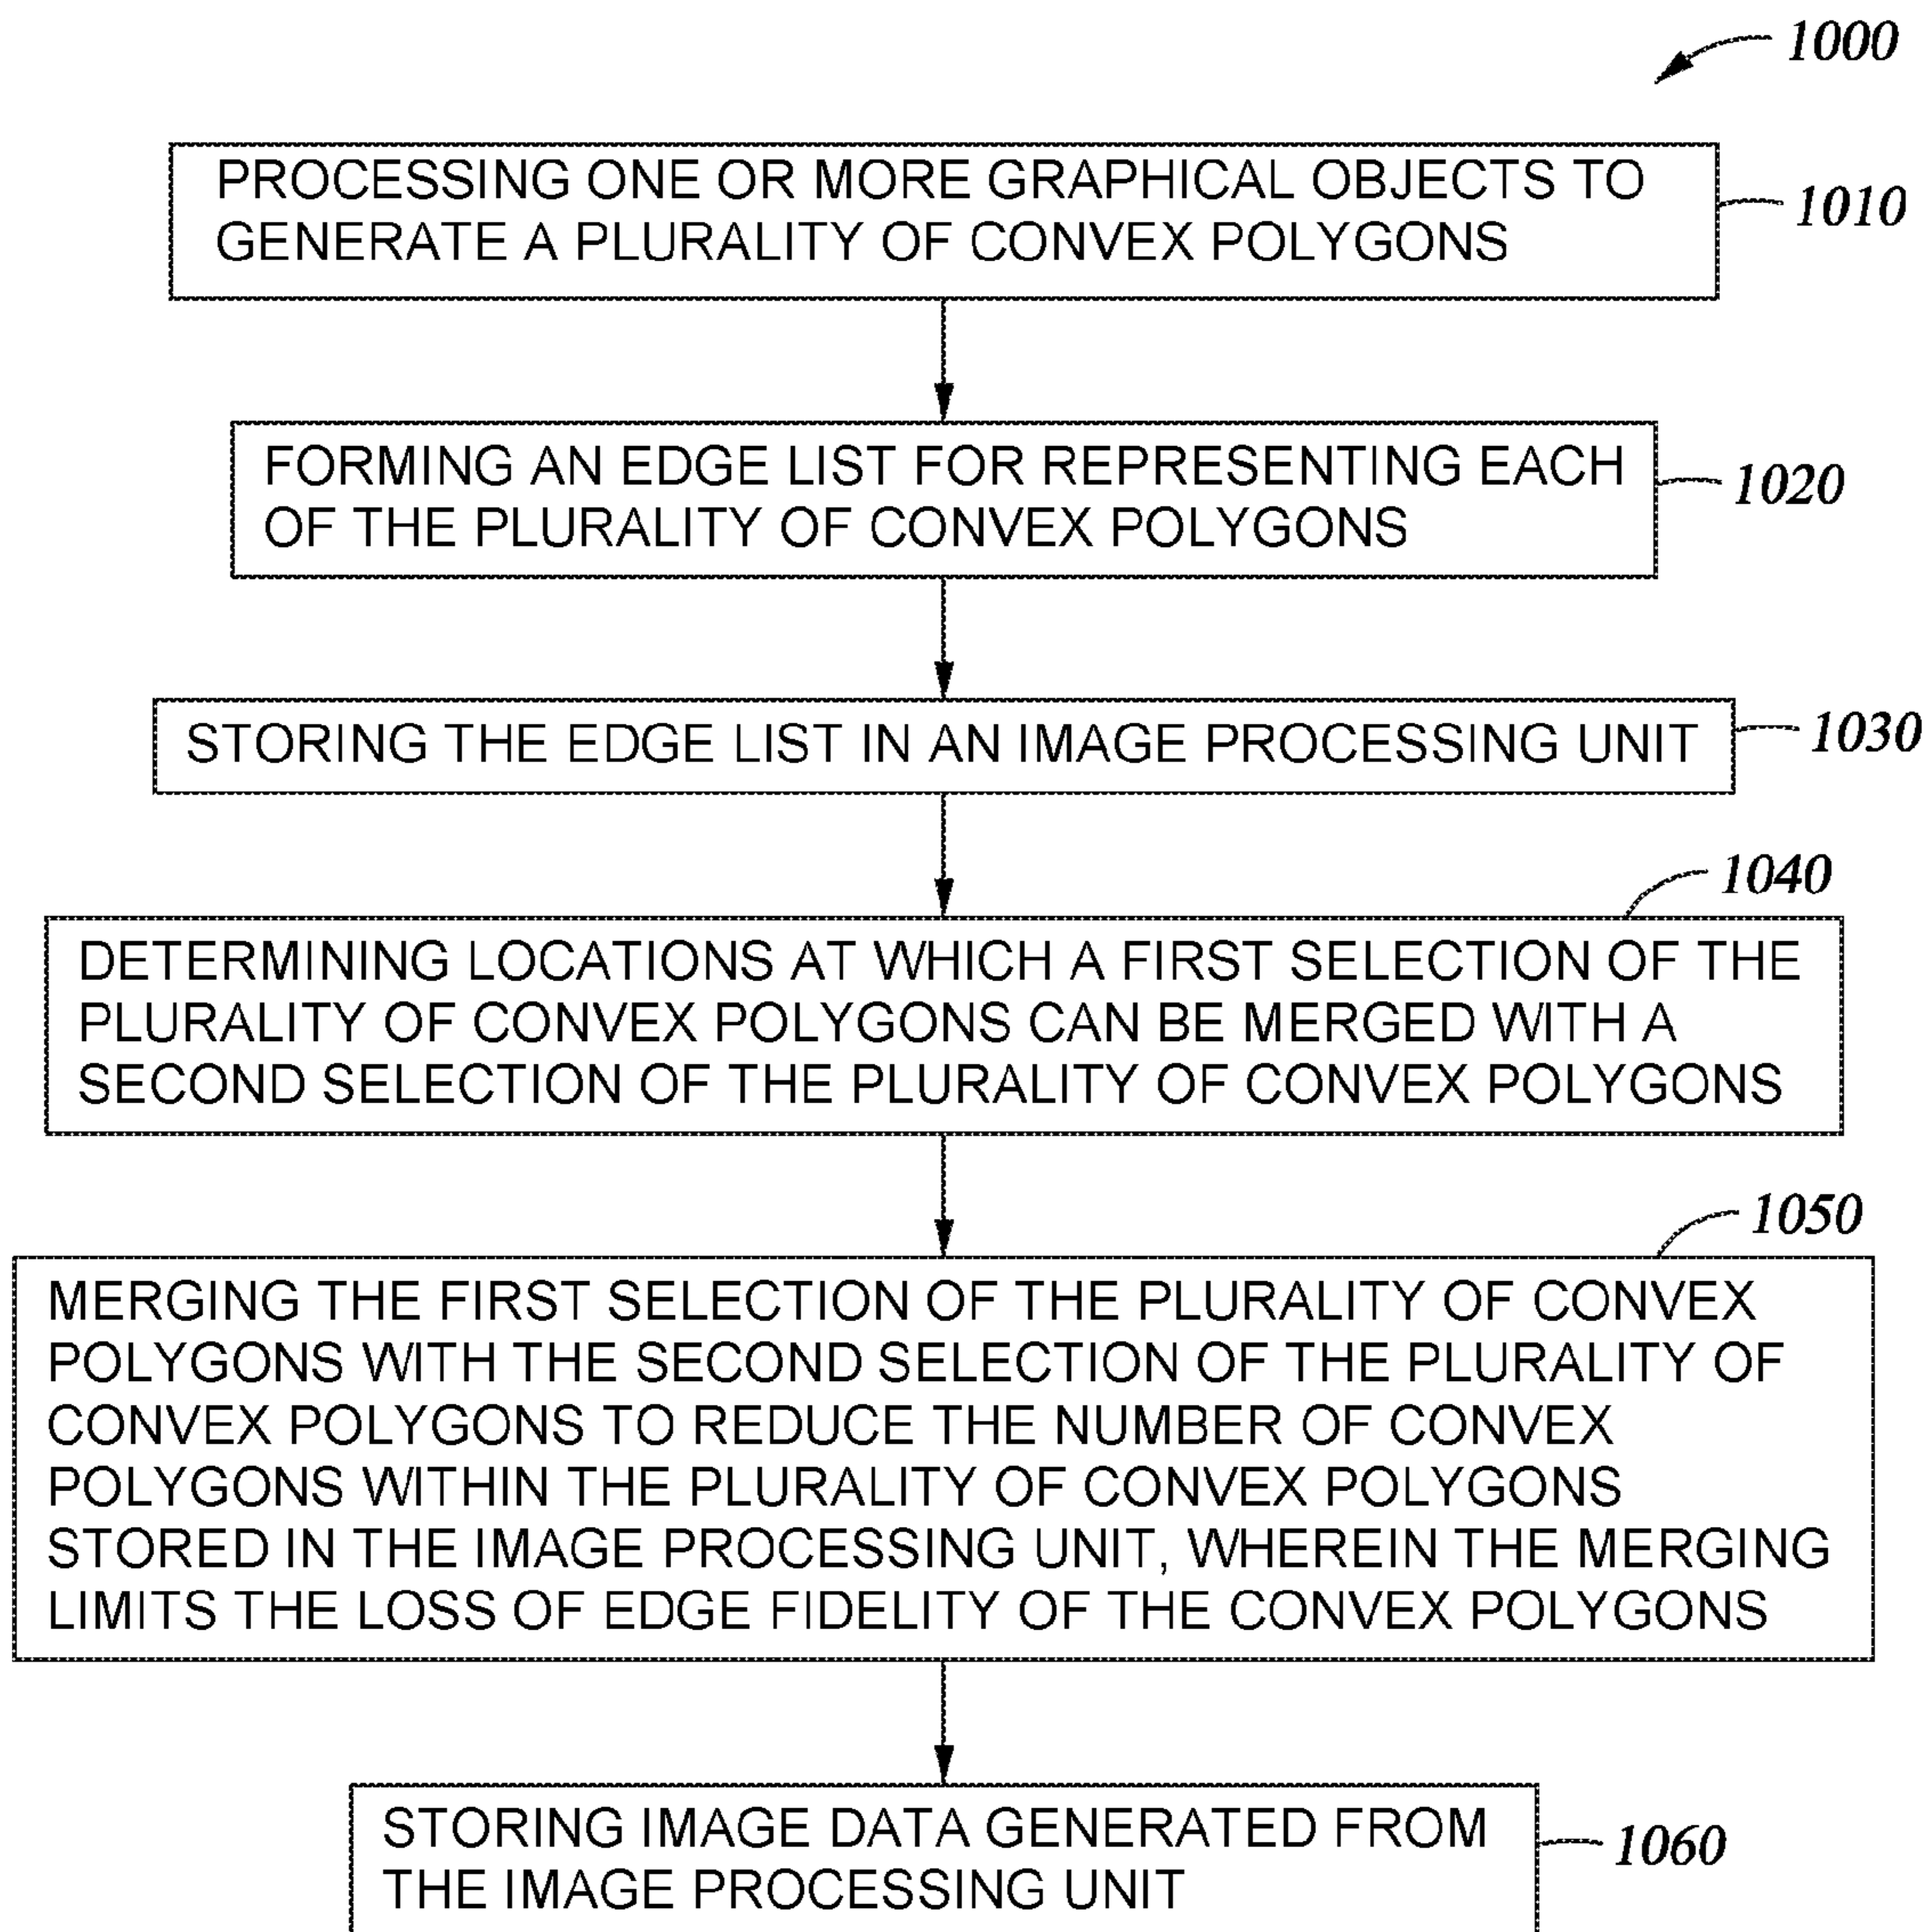 1000
PROCESSING ONE OR MORE GRAPHICAL OBJECTS TO
GENERATE A PLURALITY OF CONVEX POLYGONS
1010
FORMING AN EDGE LIST FOR REPRESENTING EACH
OF THE PLURALITY OF CONVEX POLYGONS
1020
STORING THE EDGE LIST IN AN IMAGE PROCESSING UNIT
1030
1040
DETERMINING LOCATIONS AT WHICH A FIRST SELECTION OF THE
PLURALITY OF CONVEX POLYGONS CAN BE MERGED WITH A
SECOND SELECTION OF THE PLURALITY OF CONVEX POLYGONS
1050
MERGING THE FIRST SELECTION OF THE PLURALITY OF CONVEX
POLYGONS WITH THE SECOND SELECTION OF THE PLURALITY OF
CONVEX POLYGONS TO REDUCE THE NUMBER OF CONVEX
POLYGONS WITHIN THE PLURALITY OF CONVEX POLYGONS
STORED IN THE IMAGE PROCESSING UNIT, WHEREIN THE MERGING
LIMITS THE LOSS OF EDGE FIDELITY OF THE CONVEX POLYGONS
STORING IMAGE DATA GENERATED FROM
THE IMAGE PROCESSING UNIT
1060